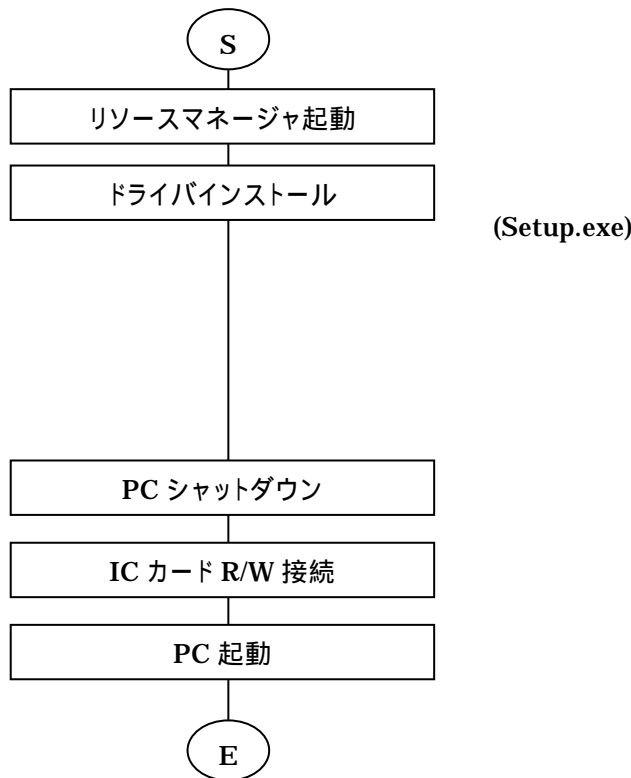 S
リソースマネージャ起動
ドライバインストール
(Setup.exe)
PC シャットダウン
IC カード R/W 接続
PC 起動
E